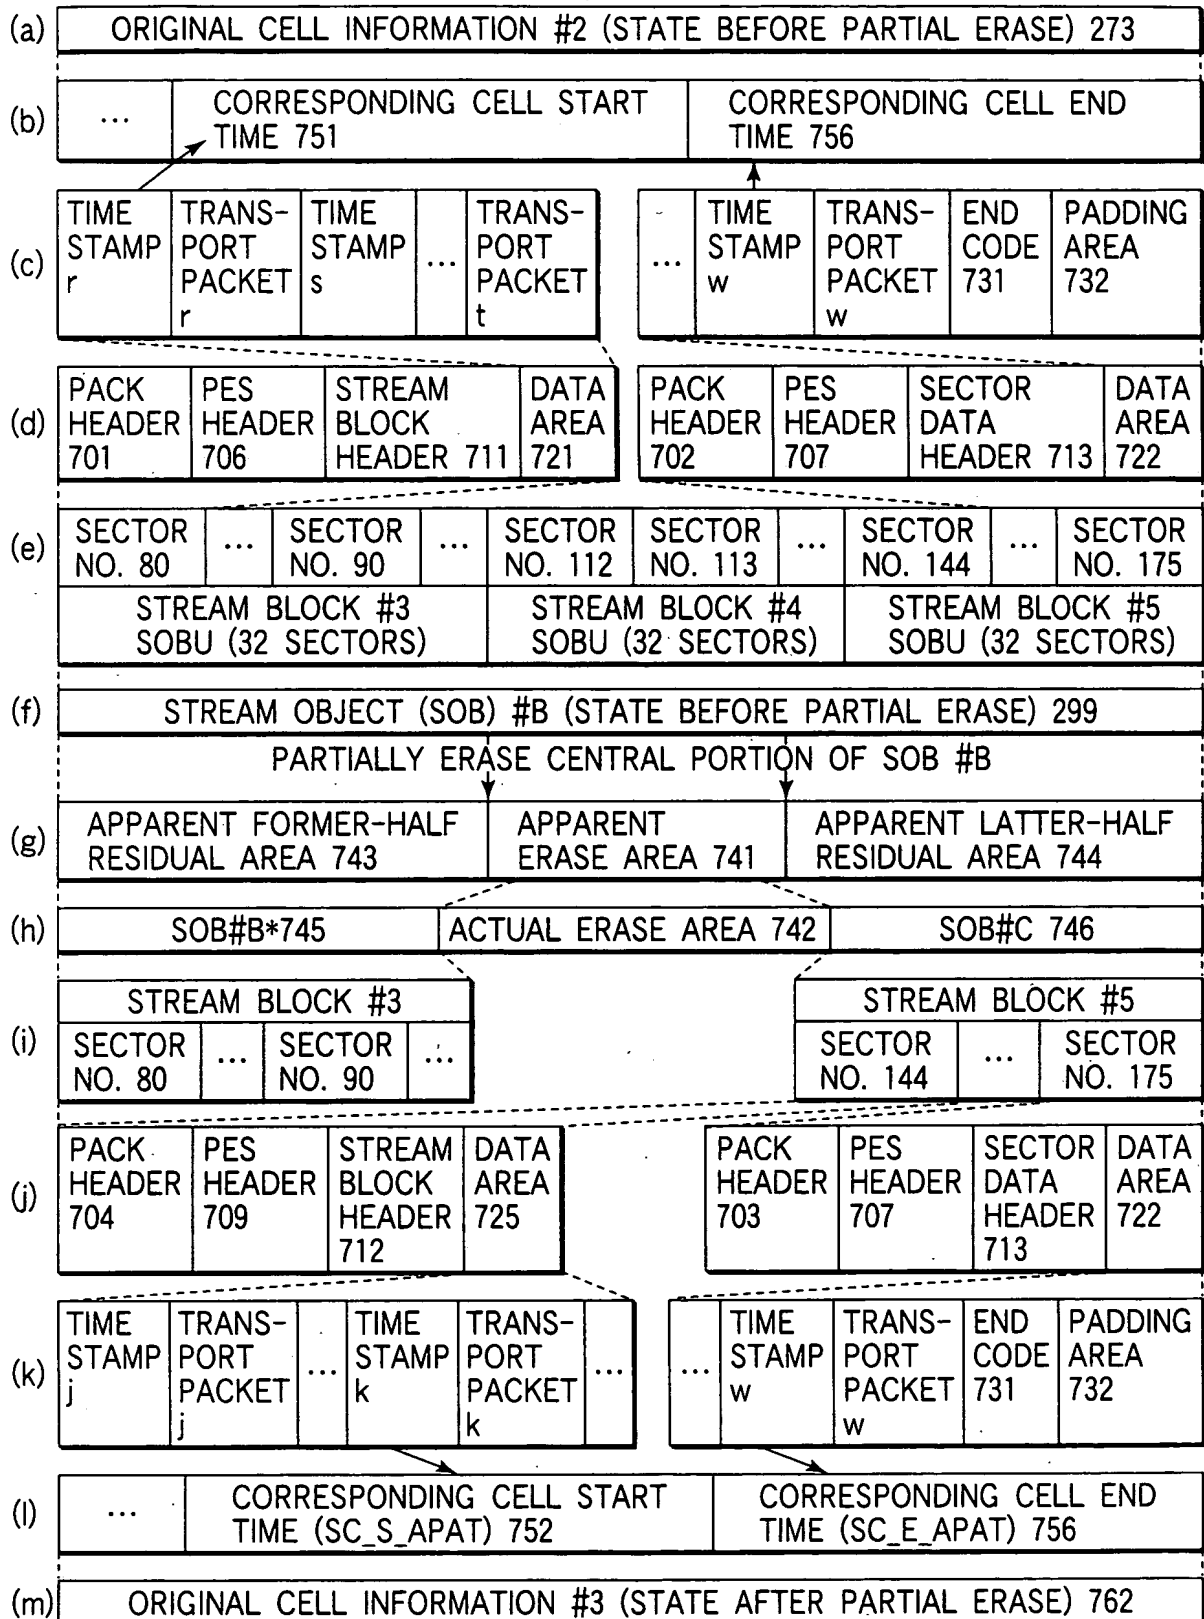 (a) ORIGINAL CELL INFORMATION #2 (STATE BEFORE PARTIAL ERASE) 273
(b) ... CORRESPONDING CELL START TIME 751 CORRESPONDING CELL END TIME 756
(c) TIME STAMP r TRANS-PORT PACKET r TIME STAMP s ... TRANS-PORT PACKET t ... TIME STAMP w TRANS-PORT PACKET w END CODE 731 PADDING AREA 732
(d) PACK HEADER 701 PES HEADER 706 STREAM BLOCK HEADER 711 DATA AREA 721 PACK HEADER 702 PES HEADER 707 SECTOR DATA HEADER 713 DATA AREA 722
(e) SECTOR NO. 80 ... SECTOR NO. 90 ... SECTOR NO. 112 SECTOR NO. 113 ... SECTOR NO. 144 ... SECTOR NO. 175
STREAM BLOCK #3 SOBU (32 SECTORS) STREAM BLOCK #4 SOBU (32 SECTORS) STREAM BLOCK #5 SOBU (32 SECTORS)
(f) STREAM OBJECT (SOB) #B (STATE BEFORE PARTIAL ERASE) 299
PARTIALLY ERASE CENTRAL PORTION OF SOB #B
(g) APPARENT FORMER-HALF RESIDUAL AREA 743 APPARENT ERASE AREA 741 APPARENT LATTER-HALF RESIDUAL AREA 744
(h) SOB#B*745 ACTUAL ERASE AREA 742 SOB#C 746
(i) STREAM BLOCK #3 STREAM BLOCK #5
SECTOR NO. 80 ... SECTOR NO. 90 ... SECTOR NO. 144 ... SECTOR NO. 175
(j) PACK HEADER 704 PES HEADER 709 STREAM BLOCK HEADER 712 DATA AREA 725 PACK HEADER 703 PES HEADER 707 SECTOR DATA HEADER 713 DATA AREA 722
(k) TIME STAMP j TRANS-PORT PACKET j ... TIME STAMP k TRANS-PORT PACKET k ... ... TIME STAMP w TRANS-PORT PACKET w END CODE 731 PADDING AREA 732
(l) ... CORRESPONDING CELL START TIME (SC_S_APAT) 752 CORRESPONDING CELL END TIME (SC_E_APAT) 756
(m) ORIGINAL CELL INFORMATION #3 (STATE AFTER PARTIAL ERASE) 762